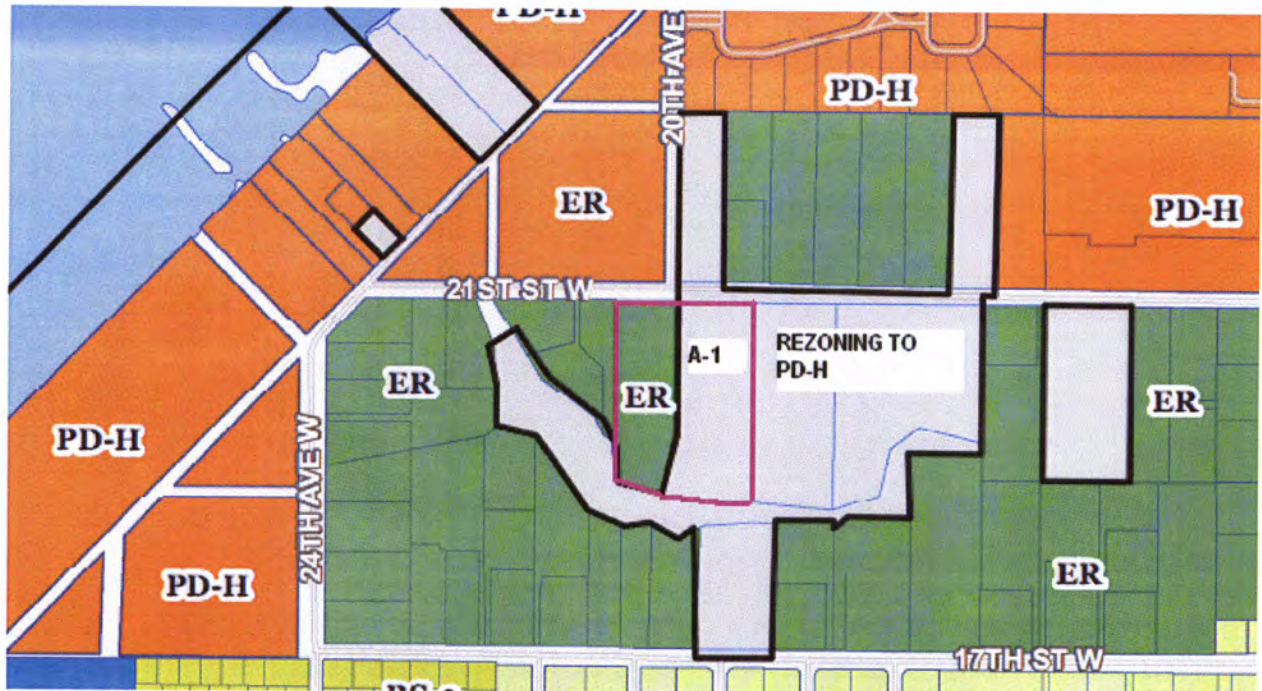 PD-H
20TH AVE
PD-H
ER
PD-H
21ST ST W
A-1
REZONING TO
PD-H
ER
ER
ER
PD-H
24TH AVE W
PD-H
ER
17TH ST W